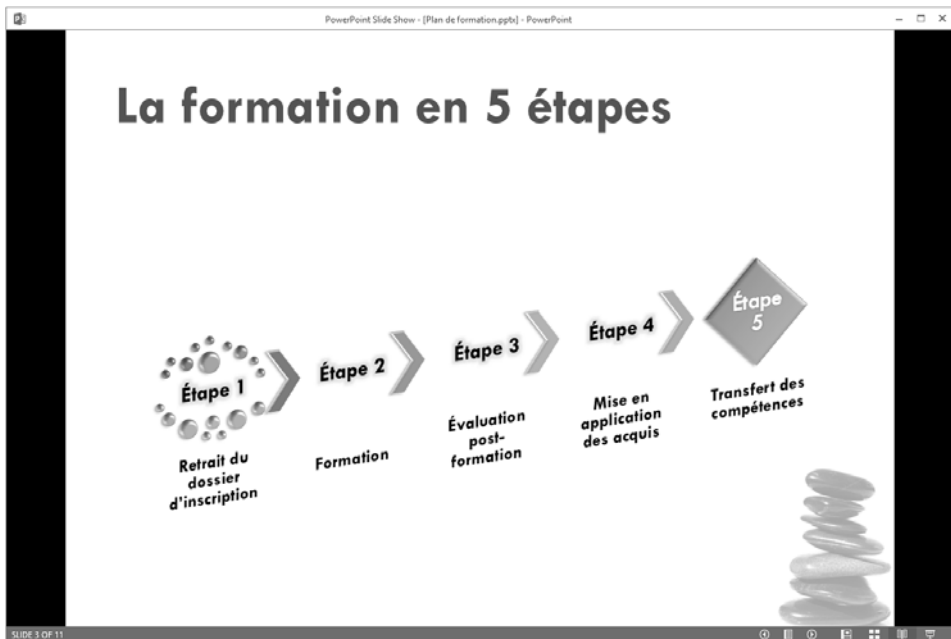 PowerPoint Slide Show - [Plan de formation.pptx] - PowerPoint
La formation en 5 étapes
Étape 1
Retrait du
dossier
d'inscription
Étape 2
Formation
Étape 3
Évaluation
post-
formation
Étape 4
Mise en
application
des acquis
Étape
5
Transfert des
compétences
SLIDE 3 OF 11